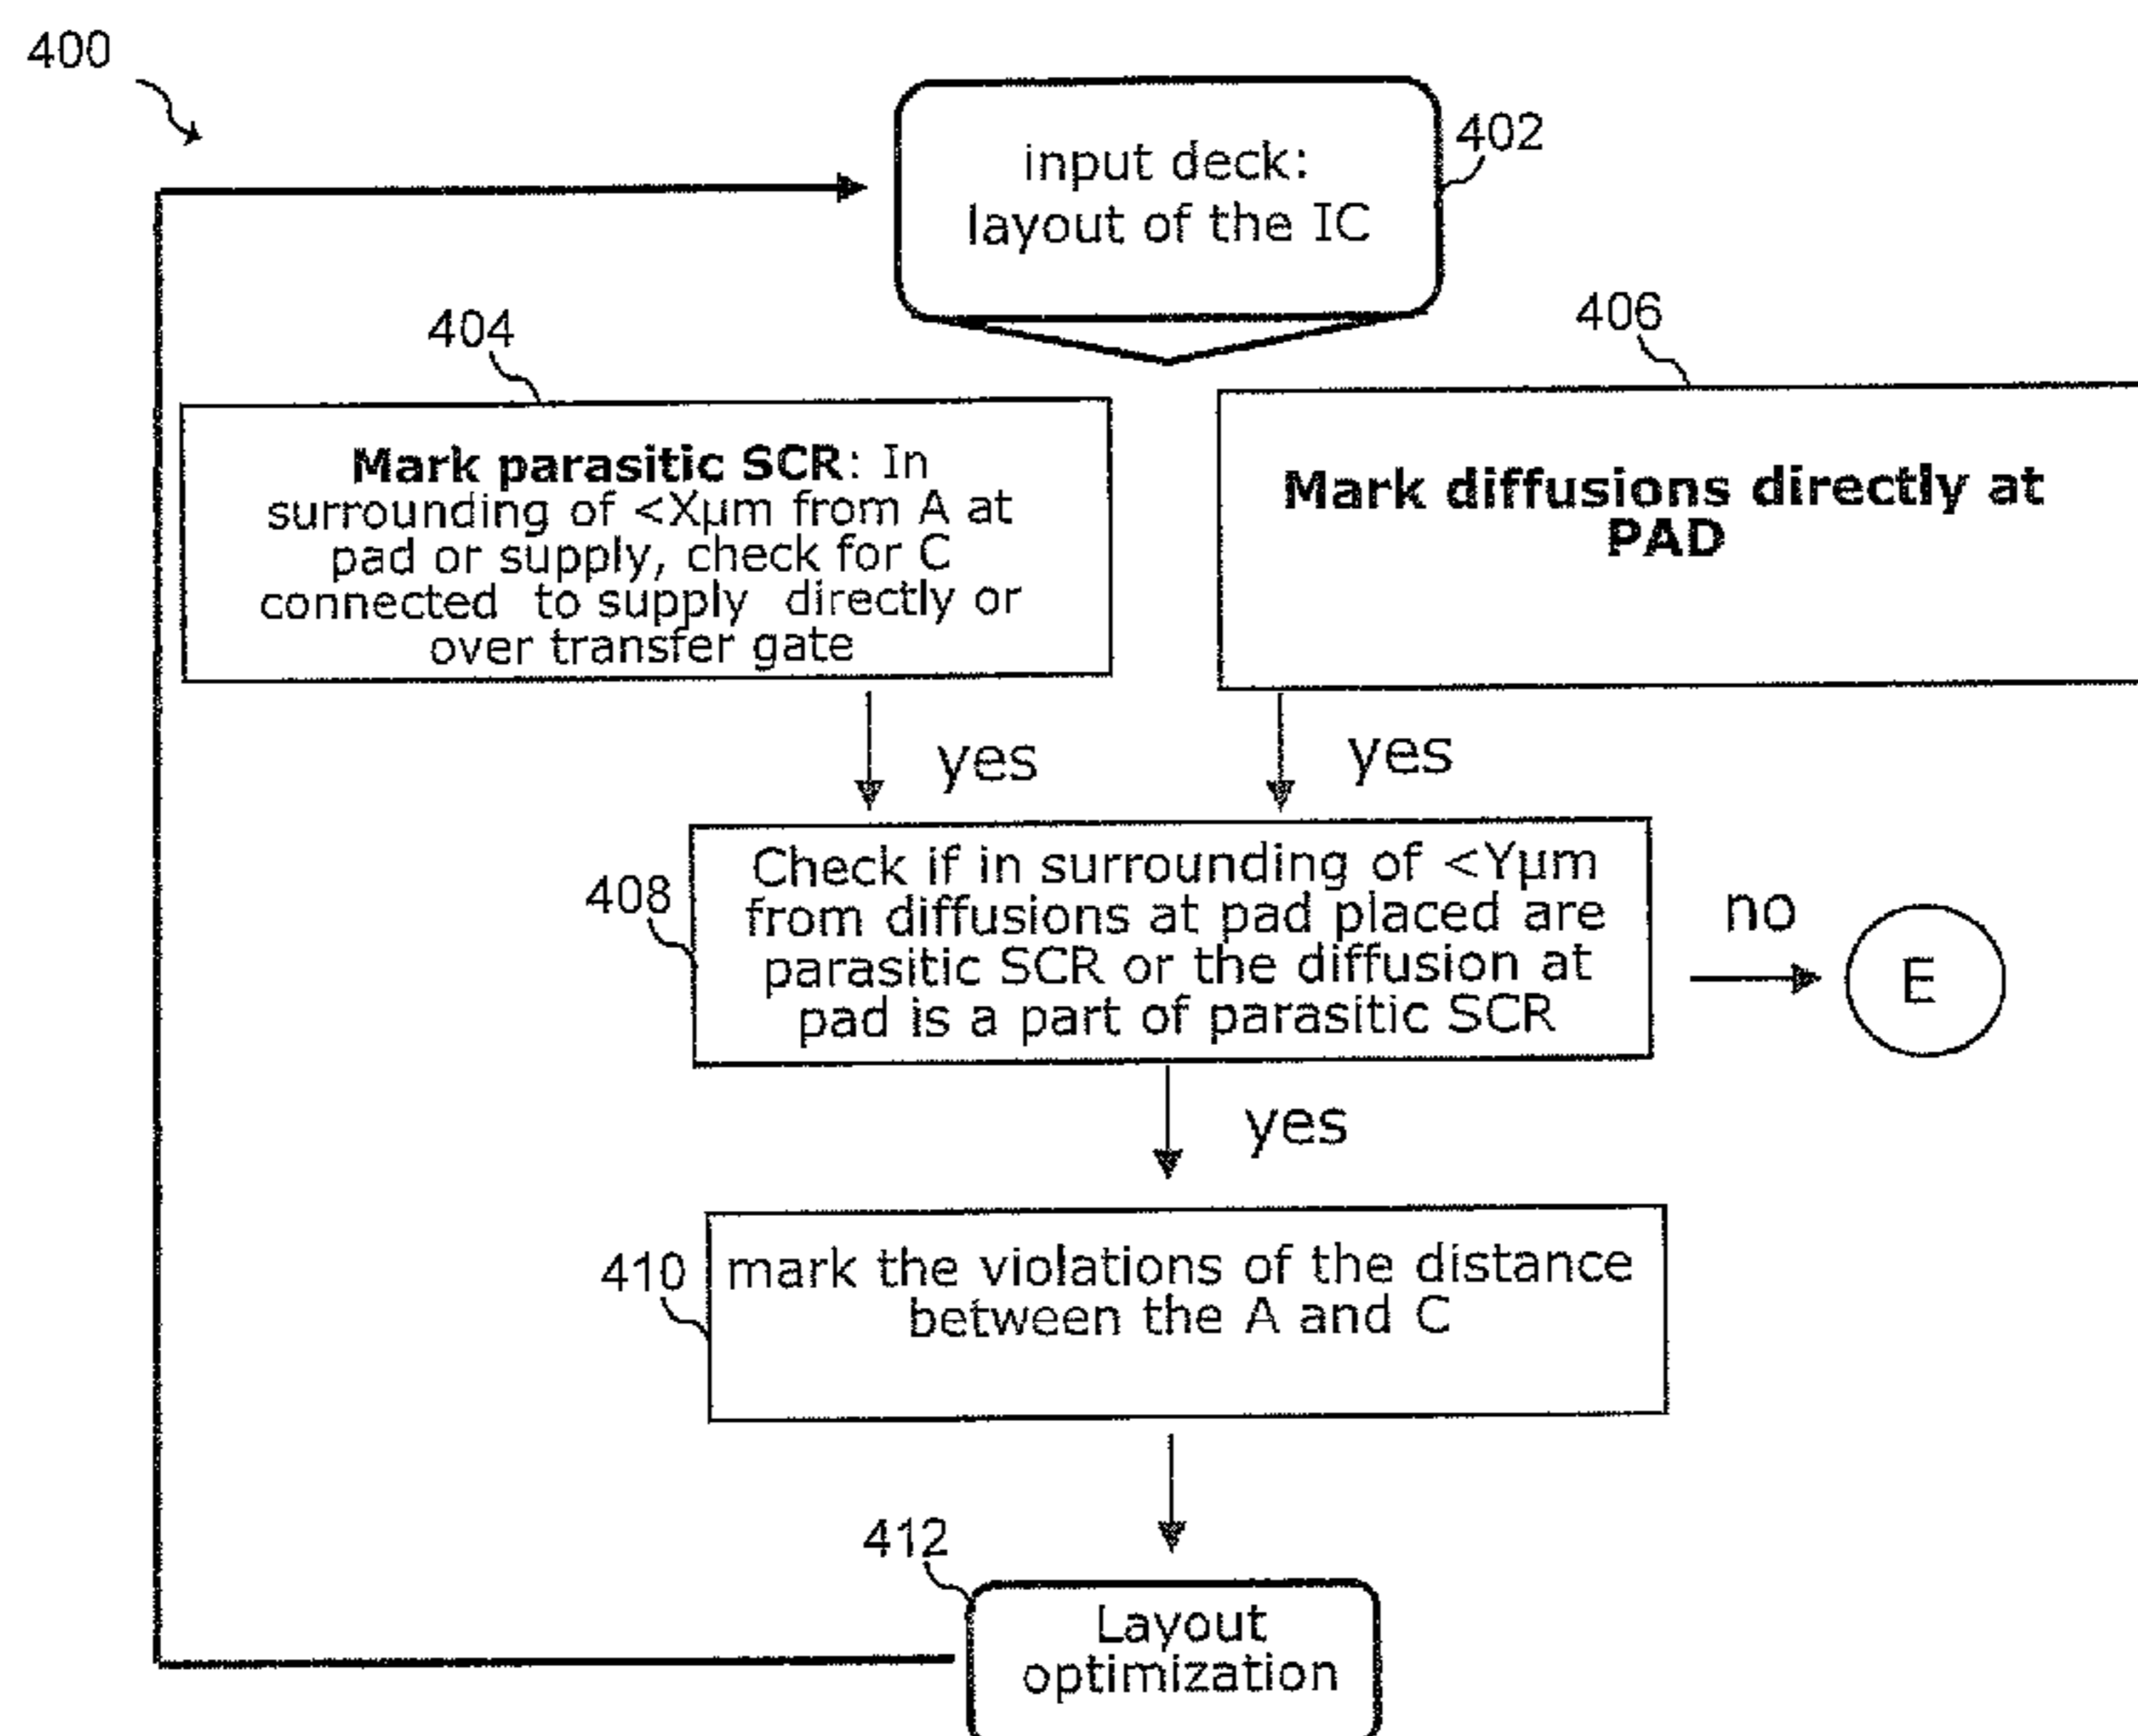 400
402
input deck:
layout of the IC
404
406
Mark parasitic SCR: In
surrounding of <Xµm from A at
pad or supply, check for C
connected to supply directly or
over transfer gate
Mark diffusions directly at
PAD
yes
yes
408
Check if in surrounding of <Yµm
from diffusions at pad placed are
parasitic SCR or the diffusion at
pad is a part of parasitic SCR
no
E
yes
410
mark the violations of the distance
between the A and C
412
Layout
optimization